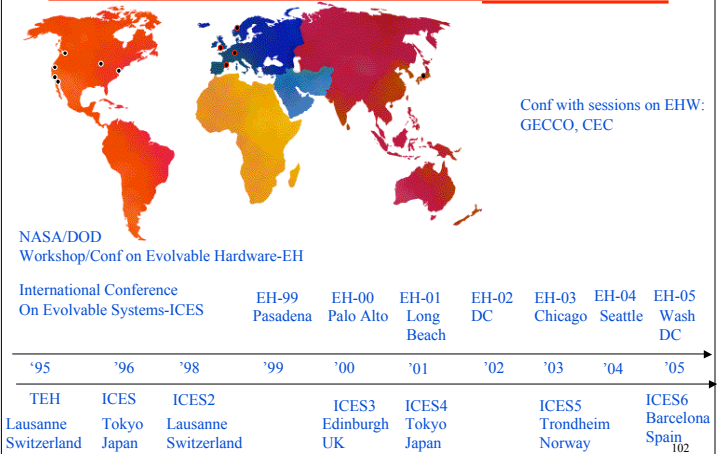 Conf with sessions on EHW:
GECCO, CEC
NASA/DOD
Workshop/Conf on Evolvable Hardware-EH
International Conference
On Evolvable Systems-ICES
EH-99
Pasadena
EH-00
Palo Alto
EH-01
Long
Beach
EH-02
DC
EH-03
Chicago
EH-04
Seattle
EH-05
Wash
DC
‘95 ’96 ’98 ’99 ’00 ’01 ’02 ’03 ’04 ’05
TEH
Lausanne
Switzerland
ICES
Tokyo
Japan
ICES2
Lausanne
Switzerland
ICES3
Edinburgh
UK
ICES4
Tokyo
Japan
ICES5
Trondheim
Norway
ICES6
Barcelona
Spain
102